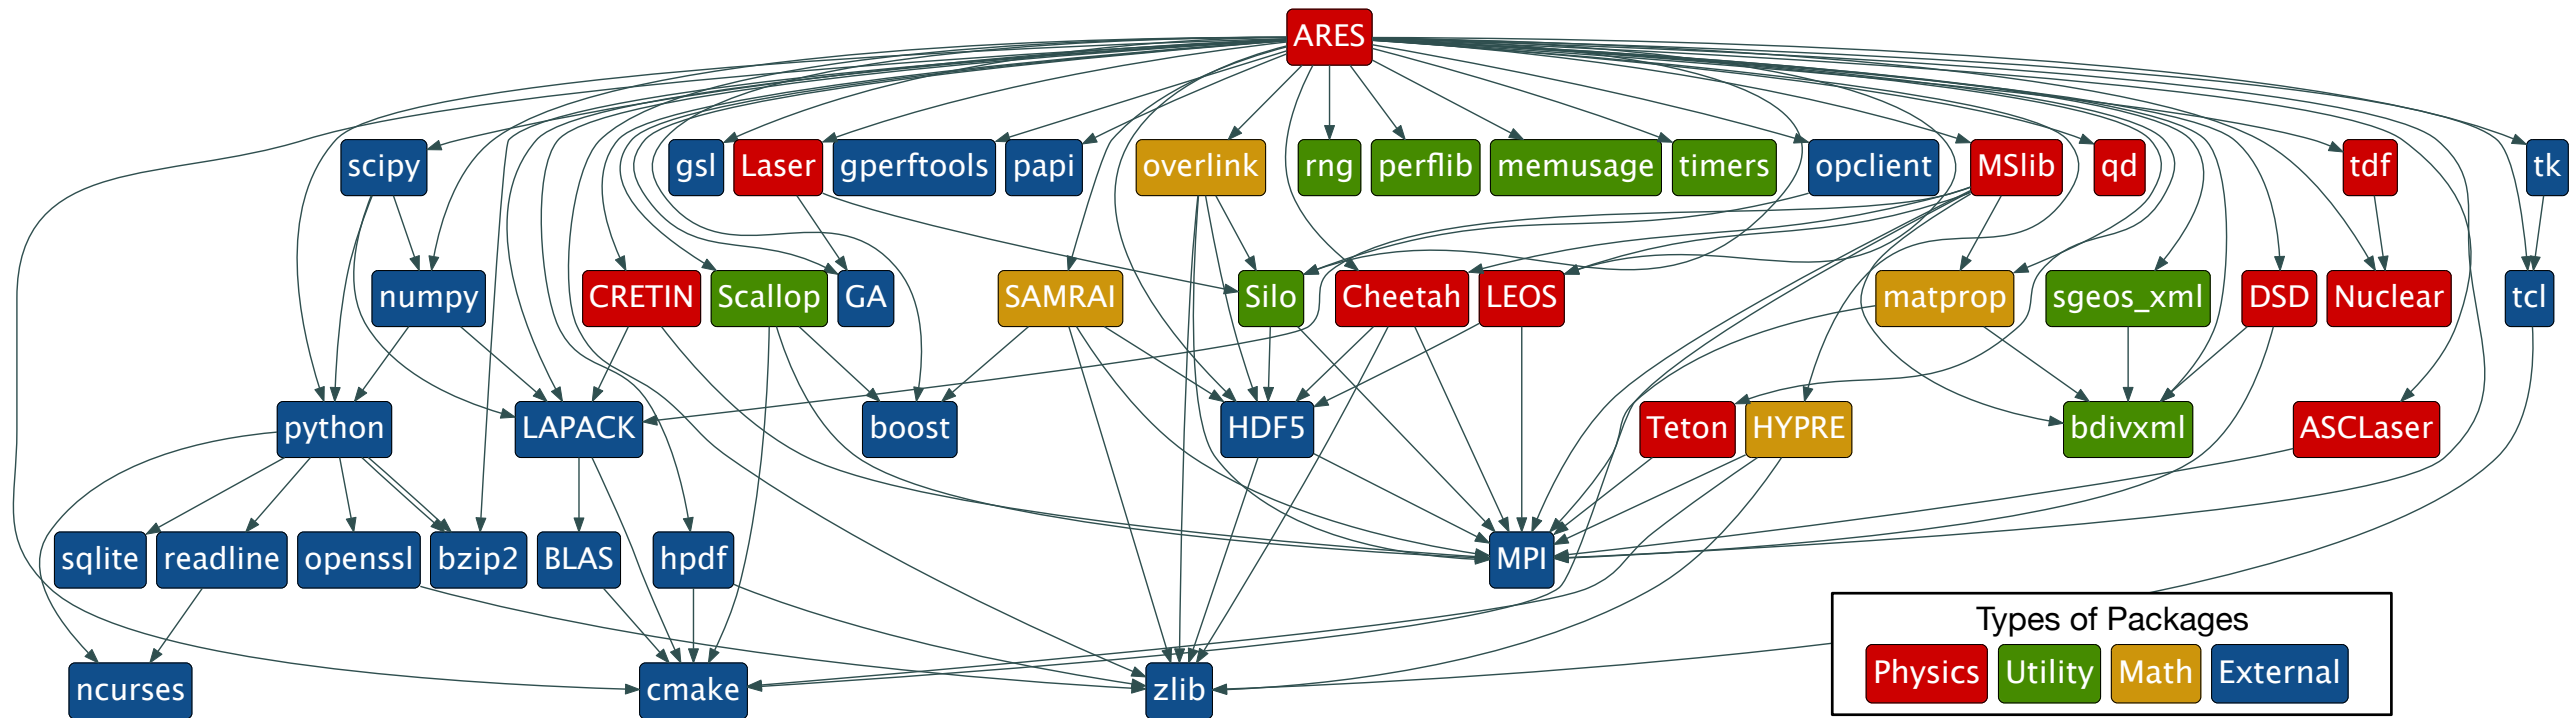 ARES
scipy gsl Laser gperftools papi overlink rng perflib memusage timers opclient MSlib qd tdf tk
numpy CRETIN Scallop GA SAMRAI Silo Cheetah LEOS matprop sgeos_xml DSD Nuclear tcl
python LAPACK boost HDF5 Teton HYPRE bdivxml ASCLaser
sqlite readline openssl bzip2 BLAS hpdf MPI
Types of Packages
Physics Utility Math External
ncurses cmake zlib